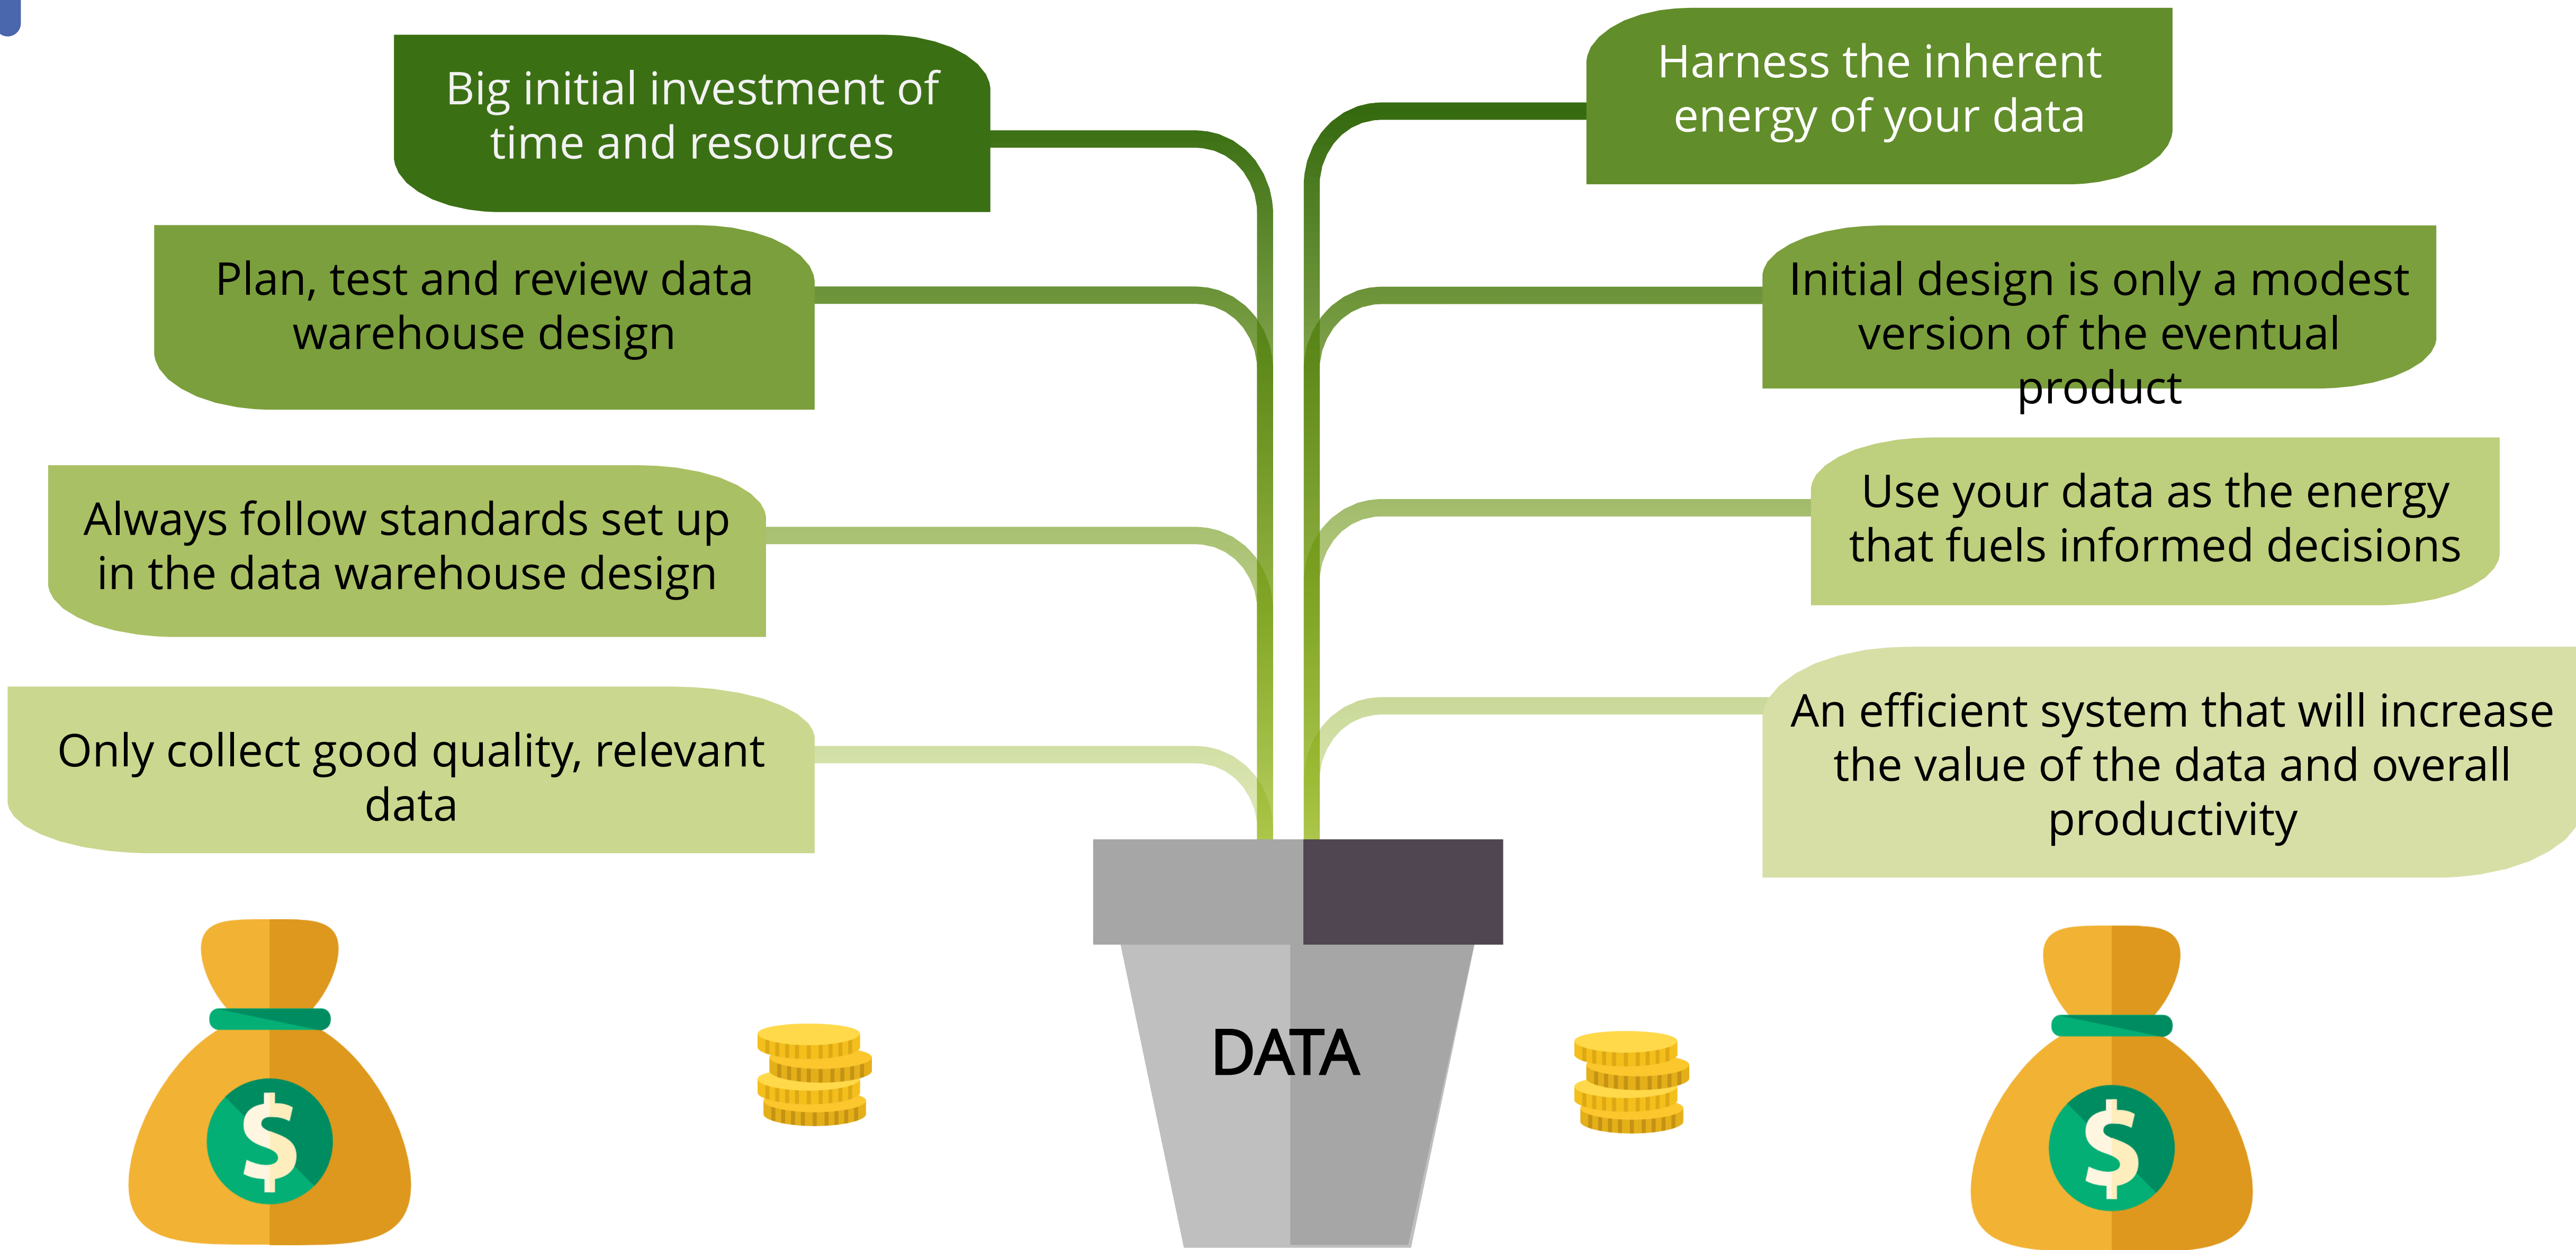 Big initial investment of
time and resources
Plan, test and review data
warehouse design
Always follow standards set up
in the data warehouse design
Only collect good quality, relevant
data
Harness the inherent
energy of your data
Initial design is only a modest
version of the eventual
product
Use your data as the energy
that fuels informed decisions
An efficient system that will increase
the value of the data and overall
productivity
DATA
$
$